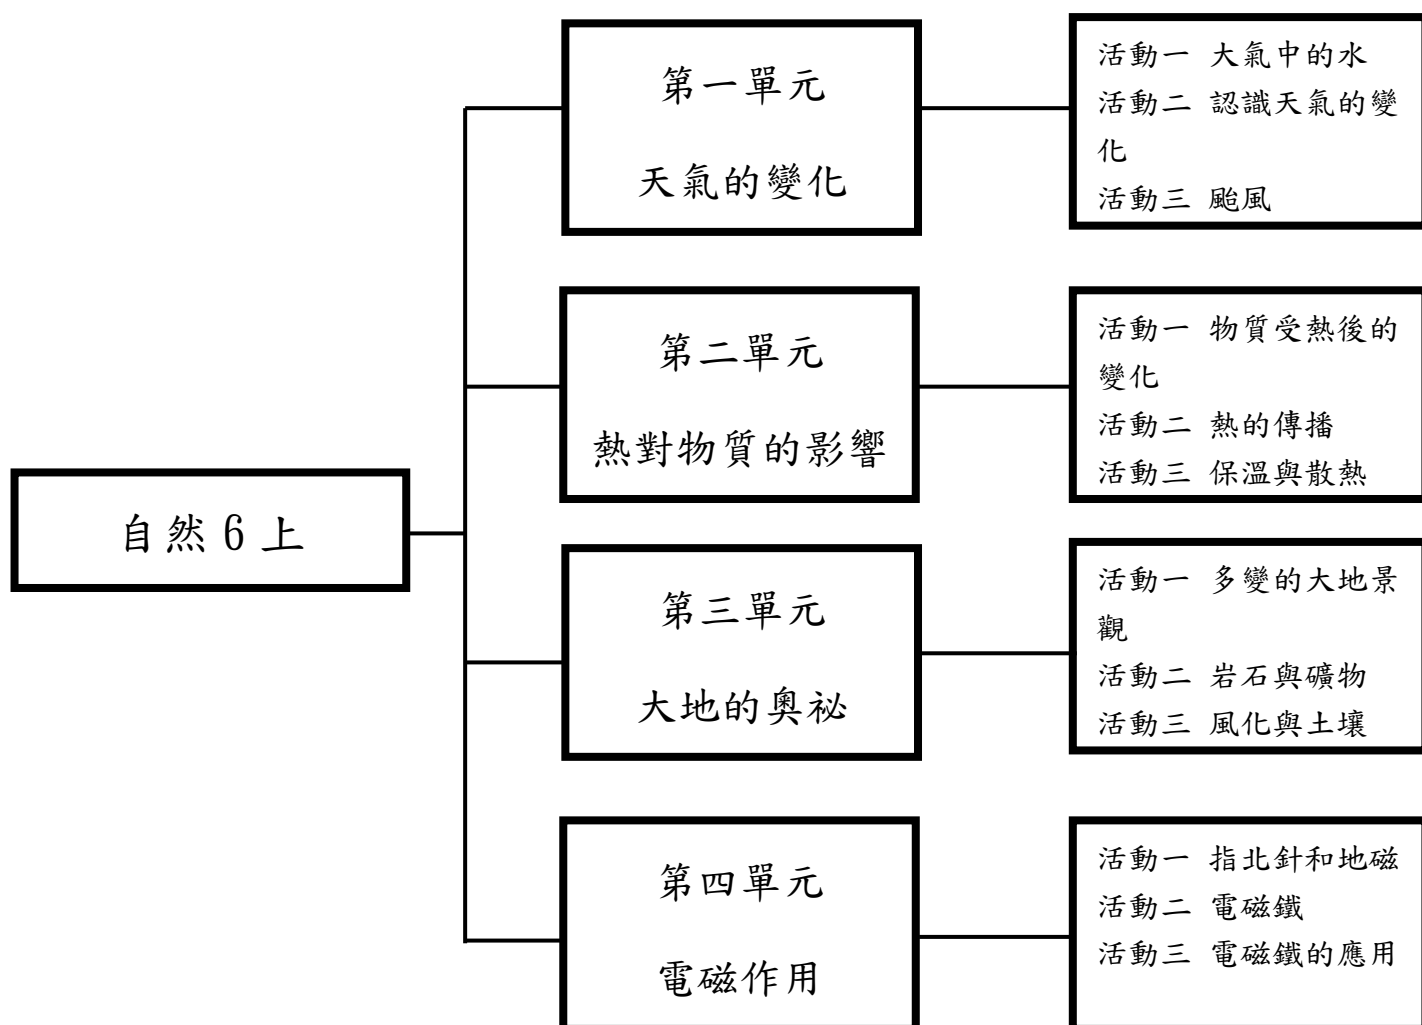 自然6上
第一單元
天氣的變化
活動一 大氣中的水
活動二 認識天氣的變
化
活動三 颱風
第二單元
熱對物質的影響
活動一 物質受熱後的
變化
活動二 熱的傳播
活動三 保溫與散熱
第三單元
大地的奧祕
活動一 多變的大地景
觀
活動二 岩石與礦物
活動三 風化與土壤
第四單元
電磁作用
活動一 指北針和地磁
活動二 電磁鐵
活動三 電磁鐵的應用